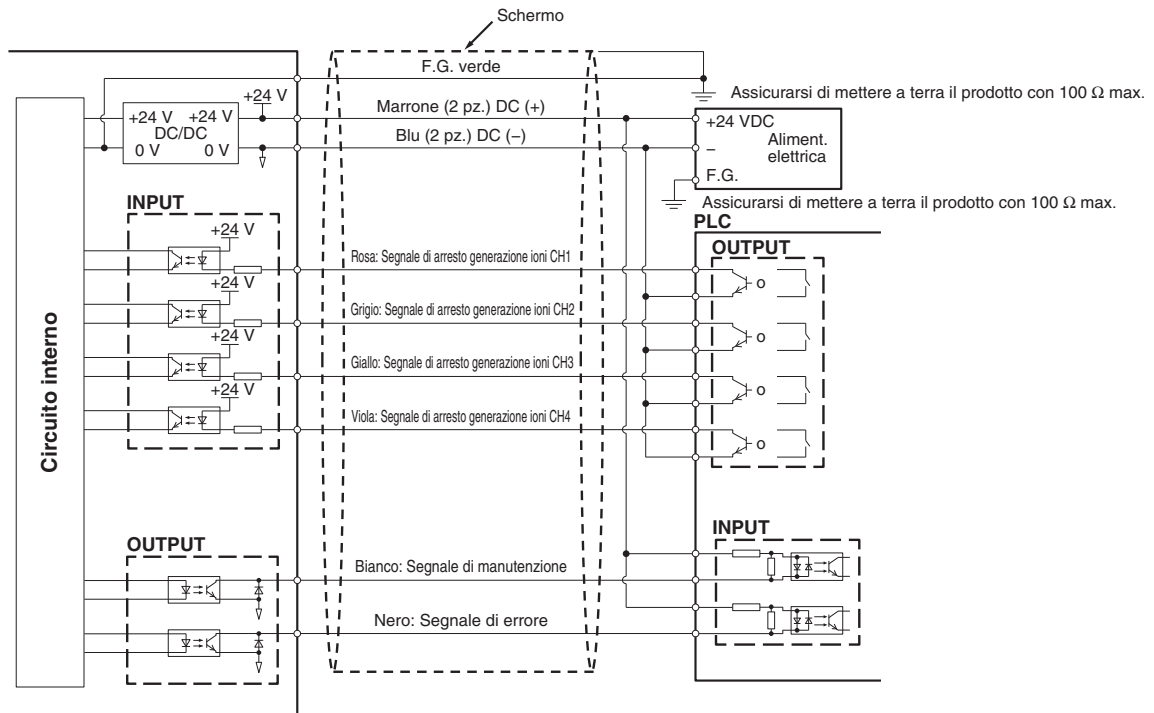 Schermo
F.G. verde
+24 V
Marrone (2 pz.) DC (+)
Blu (2 pz.) DC (−)
Assicurarsi di mettere a terra il prodotto con 100 Ω max.
+24 V +24 V
DC/DC
0 V 0 V
+24 VDC
Aliment.
elettrica
−
F.G.
Assicurarsi di mettere a terra il prodotto con 100 Ω max.
PLC
INPUT
OUTPUT
+24 V
Rosa: Segnale di arresto generazione ioni CH1
o
+24 V
Grigio: Segnale di arresto generazione ioni CH2
o
+24 V
Giallo: Segnale di arresto generazione ioni CH3
o
+24 V
Viola: Segnale di arresto generazione ioni CH4
o
Circuito interno
OUTPUT
INPUT
Bianco: Segnale di manutenzione
Nero: Segnale di errore